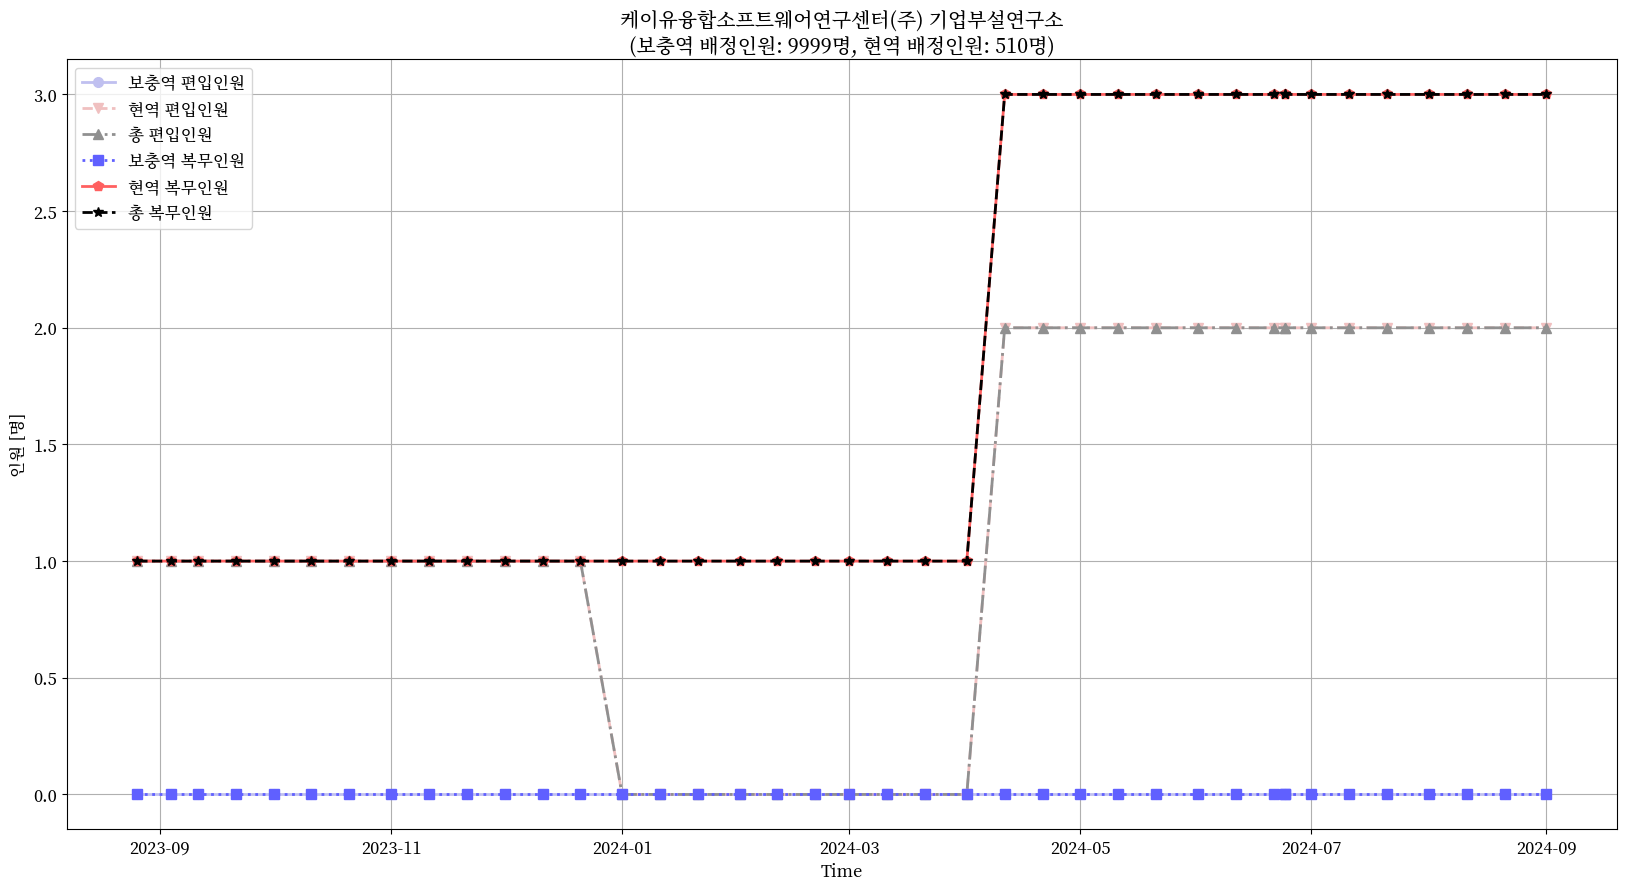 케이유융합소프트웨어연구센터(주) 기업부설연구소
(보충역 배정인원: 9999명, 현역 배정인원: 510명)
보충역 편입인원
현역 편입인원
총 편입인원
보충역 복무인원
현역 복무인원
총 복무인원
인원 [명]
3.0
2.5
2.0
1.5
1.0
0.5
0.0
2023-09
2023-11
2024-01
2024-03
2024-05
2024-07
2024-09
Time